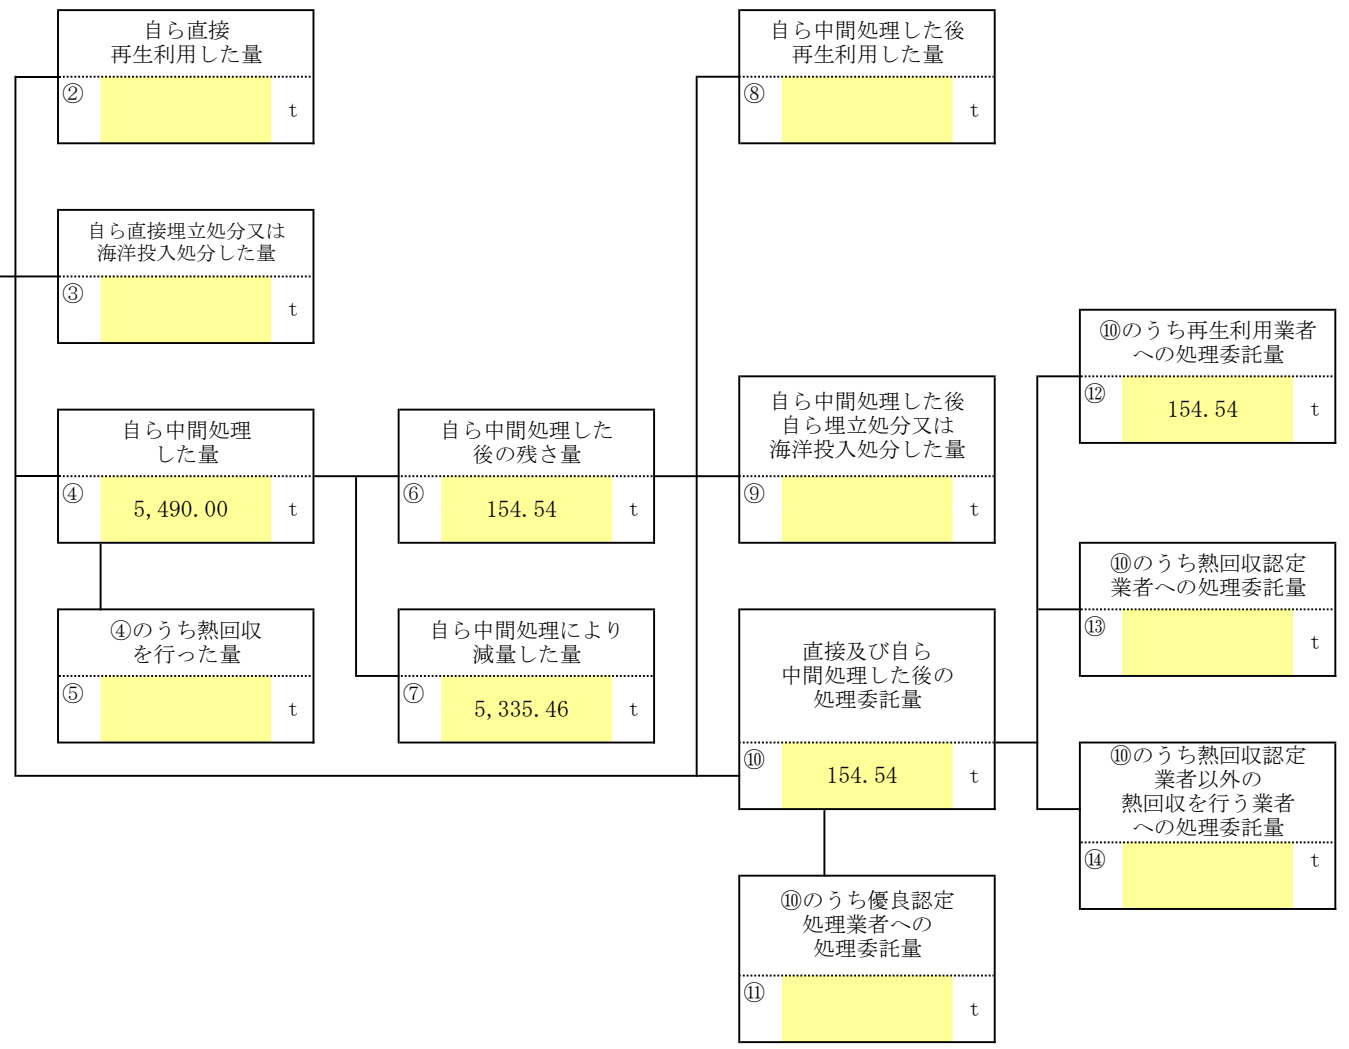 自ら直接
再生利用した量
②
t
自ら中間処理した後
再生利用した量
⑧
t
自ら直接埋立処分又は
海洋投入処分した量
③
t
⑩のうち再生利用業者
への処理委託量
⑫
154.54 t
自ら中間処理
した量
④
5,490.00 t
自ら中間処理した
後の残さ量
⑥
154.54 t
自ら中間処理した後
自ら埋立処分又は
海洋投入処分した量
⑨
t
⑩のうち熱回収認定
業者への処理委託量
⑬
t
④のうち熱回収
を行った量
⑤
t
自ら中間処理により
減量した量
⑦
5,335.46 t
直接及び自ら
中間処理した後の
処理委託量
⑩
154.54 t
⑩のうち熱回収認定
業者以外の
熱回収を行う業者
への処理委託量
⑭
t
⑩のうち優良認定
処理業者への
処理委託量
⑪
t